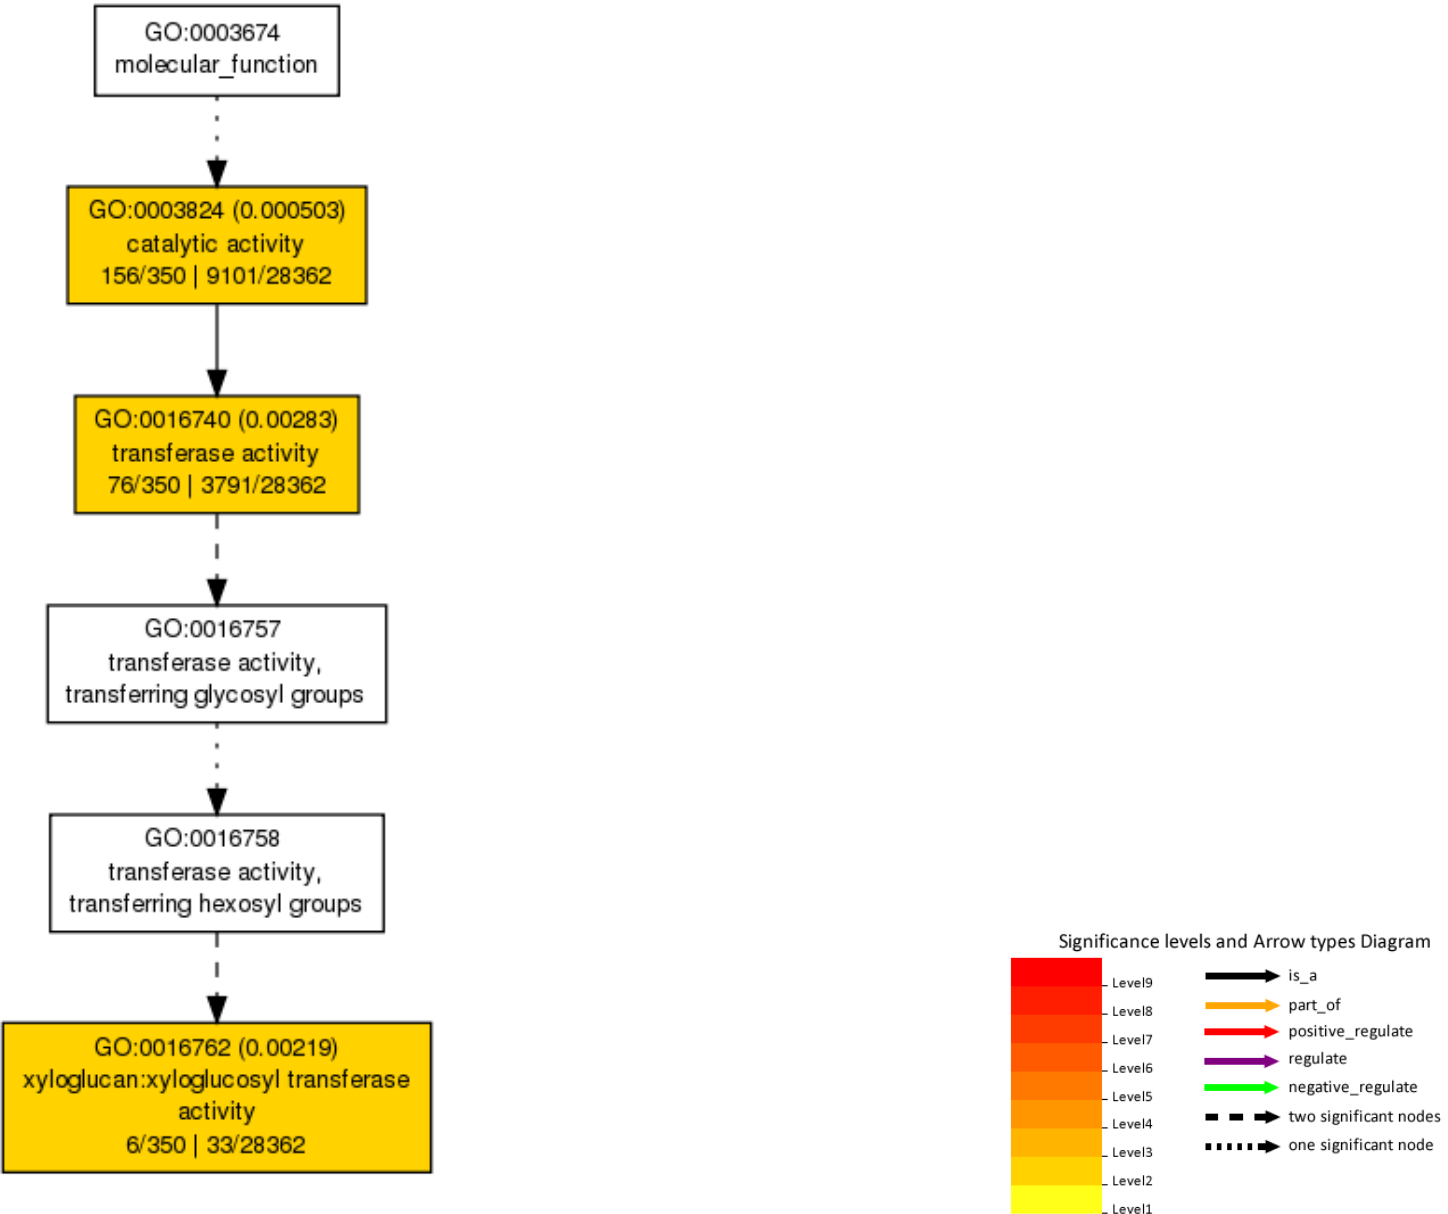 GO:0003674
molecular_function
GO:0003824 (0.000503)
catalytic activity
156/350 | 9101/28362
GO:0016740 (0.00283)
transferase activity
76/350 | 3791/28362
GO:0016757
transferase activity,
transferring glycosyl groups
GO:0016758
transferase activity,
transferring hexosyl groups
GO:0016762 (0.00219)
xyloglucan:xyloglucosyl transferase
activity
6/350 | 33/28362
Significance levels and Arrow types Diagram
Level9
Level8
Level7
Level6
Level5
Level4
Level3
Level2
Level1
is_a
part_of
positive_regulate
regulate
negative_regulate
two significant nodes
one significant node